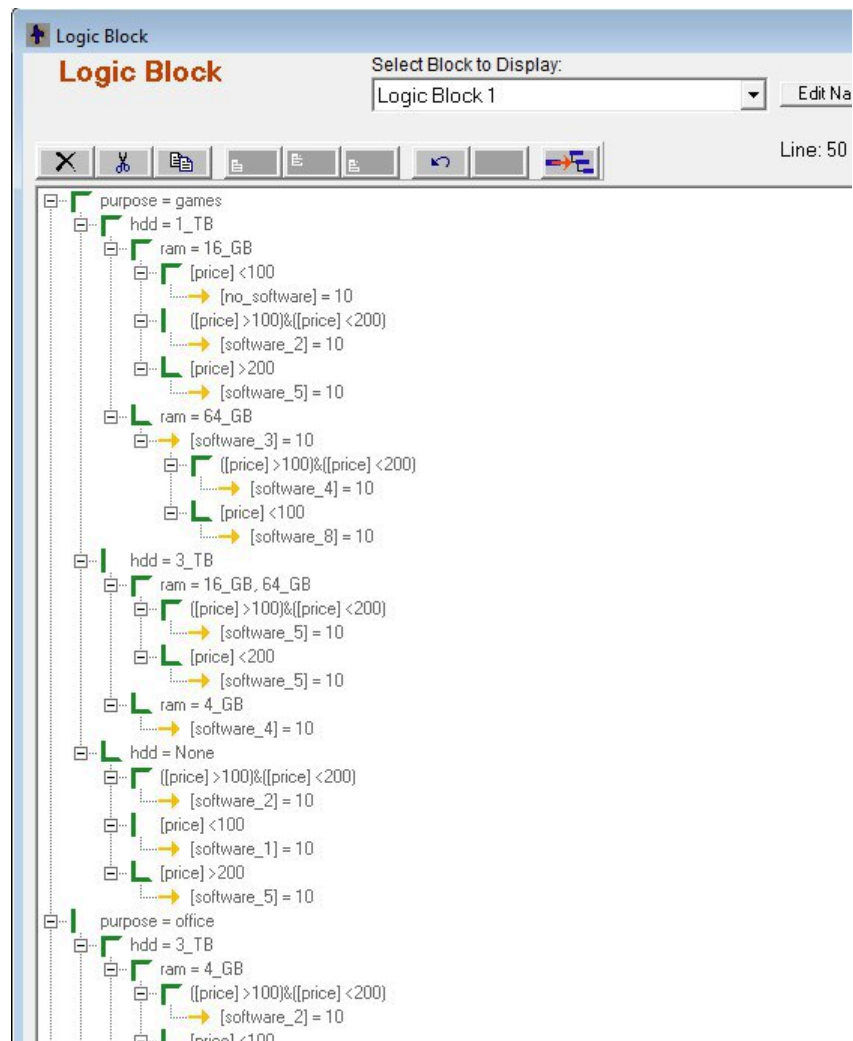 Logic Block
Logic Block
Select Block to Display:
Logic Block 1
Edit Na
Line: 50
purpose = games
hdd = 1_TB
ram = 16_GB
[price] <100
[no_software] = 10
([price] >100)&([price] <200)
[software_2] = 10
[price] >200
[software_5] = 10
ram = 64_GB
[software_3] = 10
([price] >100)&([price] <200)
[software_4] = 10
[price] <100
[software_8] = 10
hdd = 3_TB
ram = 16_GB, 64_GB
([price] >100)&([price] <200)
[software_5] = 10
[price] <200
[software_5] = 10
ram = 4_GB
[software_4] = 10
hdd = None
([price] >100)&([price] <200)
[software_2] = 10
[price] <100
[software_1] = 10
[price] >200
[software_5] = 10
purpose = office
hdd = 3_TB
ram = 4_GB
([price] >100)&([price] <200)
[software_2] = 10
[price] <100